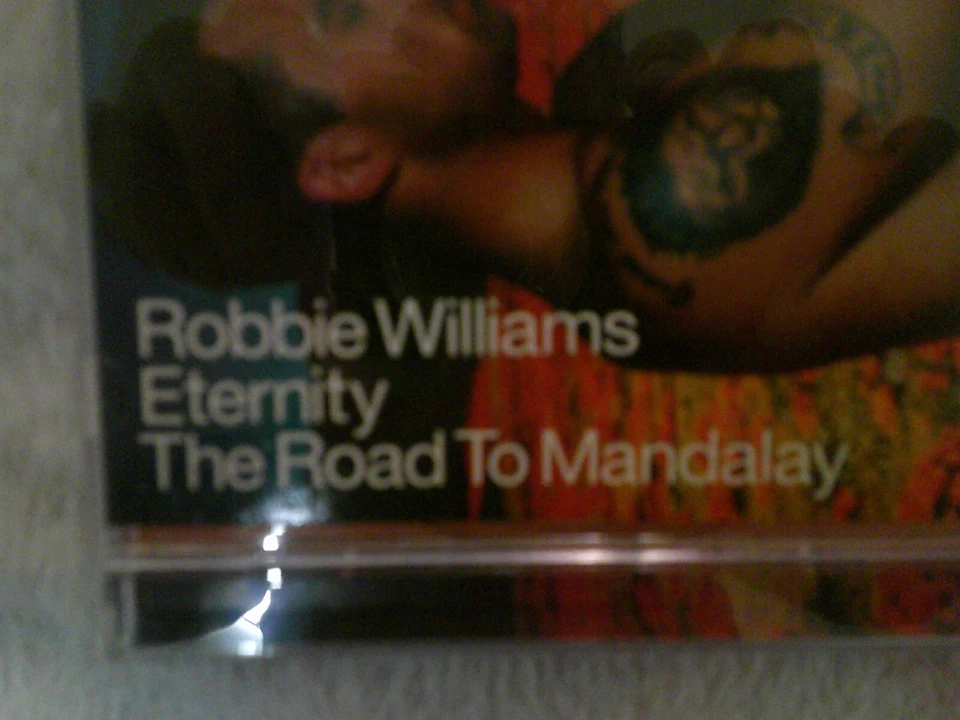 Robbie Williams
Eternity
The Road To Mandalay